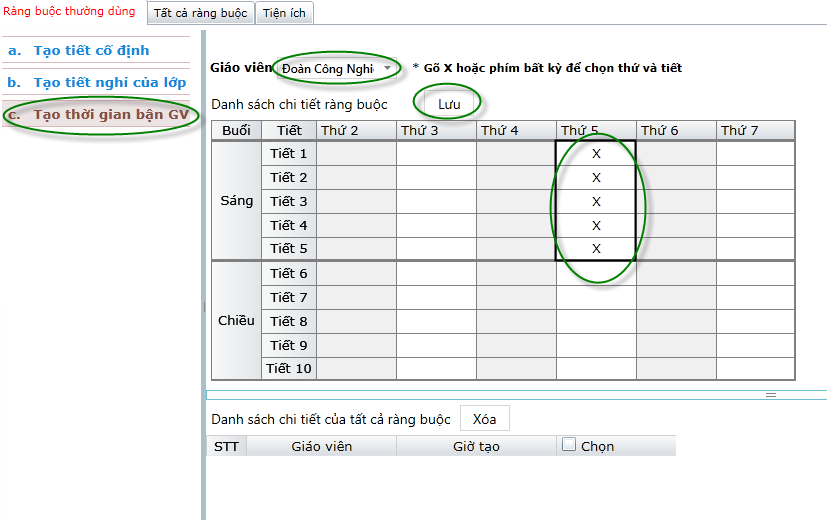 Ràng buộc thường dùng Tất cả ràng buộc Tiện ích
a. Tạo tiết cố định
b. Tạo tiết nghỉ của lớp
c. Tạo thời gian bận GV
Giáo viên Đoàn Công Nghi * Gõ X hoặc phím bất kỳ để chọn thứ và tiết
Danh sách chi tiết ràng buộc Lưu
Buổi Tiết Thứ 2 Thứ 3 Thứ 4 Thứ 5 Thứ 6 Thứ 7
Tiết 1 X
Tiết 2 X
Sáng Tiết 3 X
Tiết 4 X
Tiết 5 X
Tiết 6
Tiết 7
Chiều Tiết 8
Tiết 9
Tiết 10
Danh sách chi tiết của tất cả ràng buộc Xóa
STT Giáo viên Giờ tạo Chọn